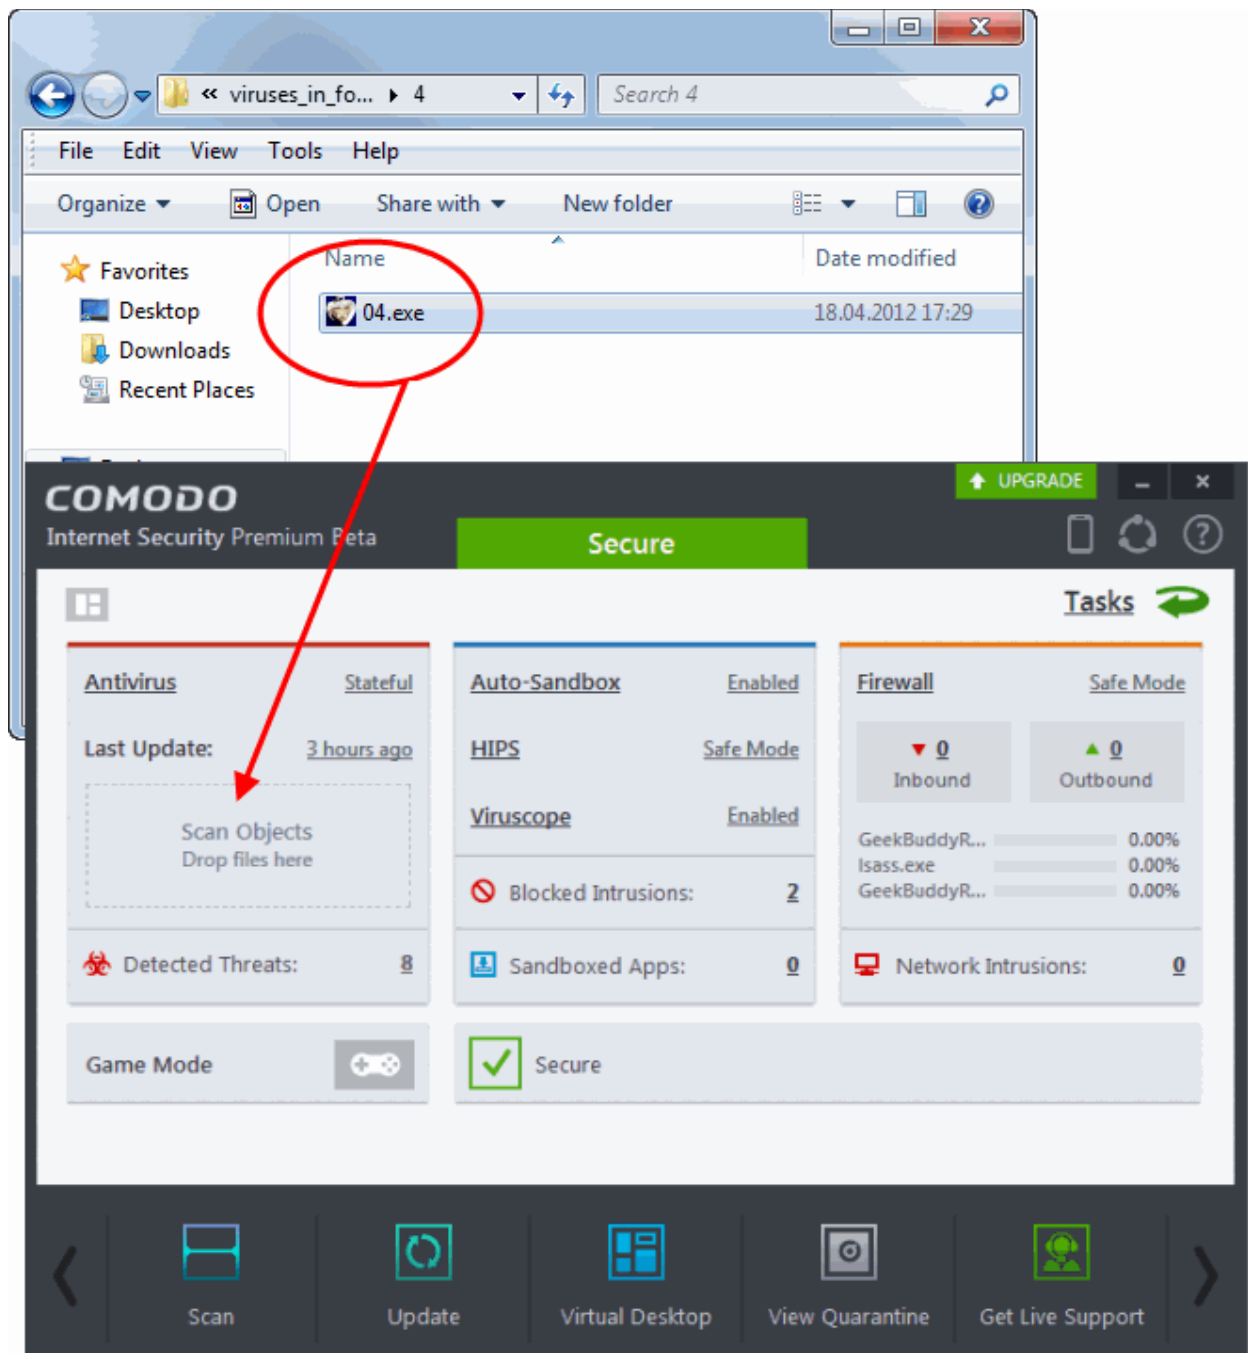 « viruses_in_fo... ▸ 4
Search 4
File Edit View Tools Help
Organize Open Share with New folder
Name Date modified
Favorites
04.exe 18.04.2012 17:29
Desktop
Downloads
Recent Places
COMODO
UPGRADE
Internet Security Premium Beta
Secure
Tasks
Antivirus Stateful
Last Update: 3 hours ago
Scan Objects
Drop files here
Detected Threats: 8
Auto-Sandbox Enabled
HIPS Safe Mode
Viruscope Enabled
Blocked Intrusions: 2
Sandboxed Apps: 0
Firewall Safe Mode
0 0
Inbound Outbound
GeekBuddyR... 0.00%
lsass.exe 0.00%
GeekBuddyR... 0.00%
Network Intrusions: 0
Game Mode
Secure
Scan Update Virtual Desktop View Quarantine Get Live Support